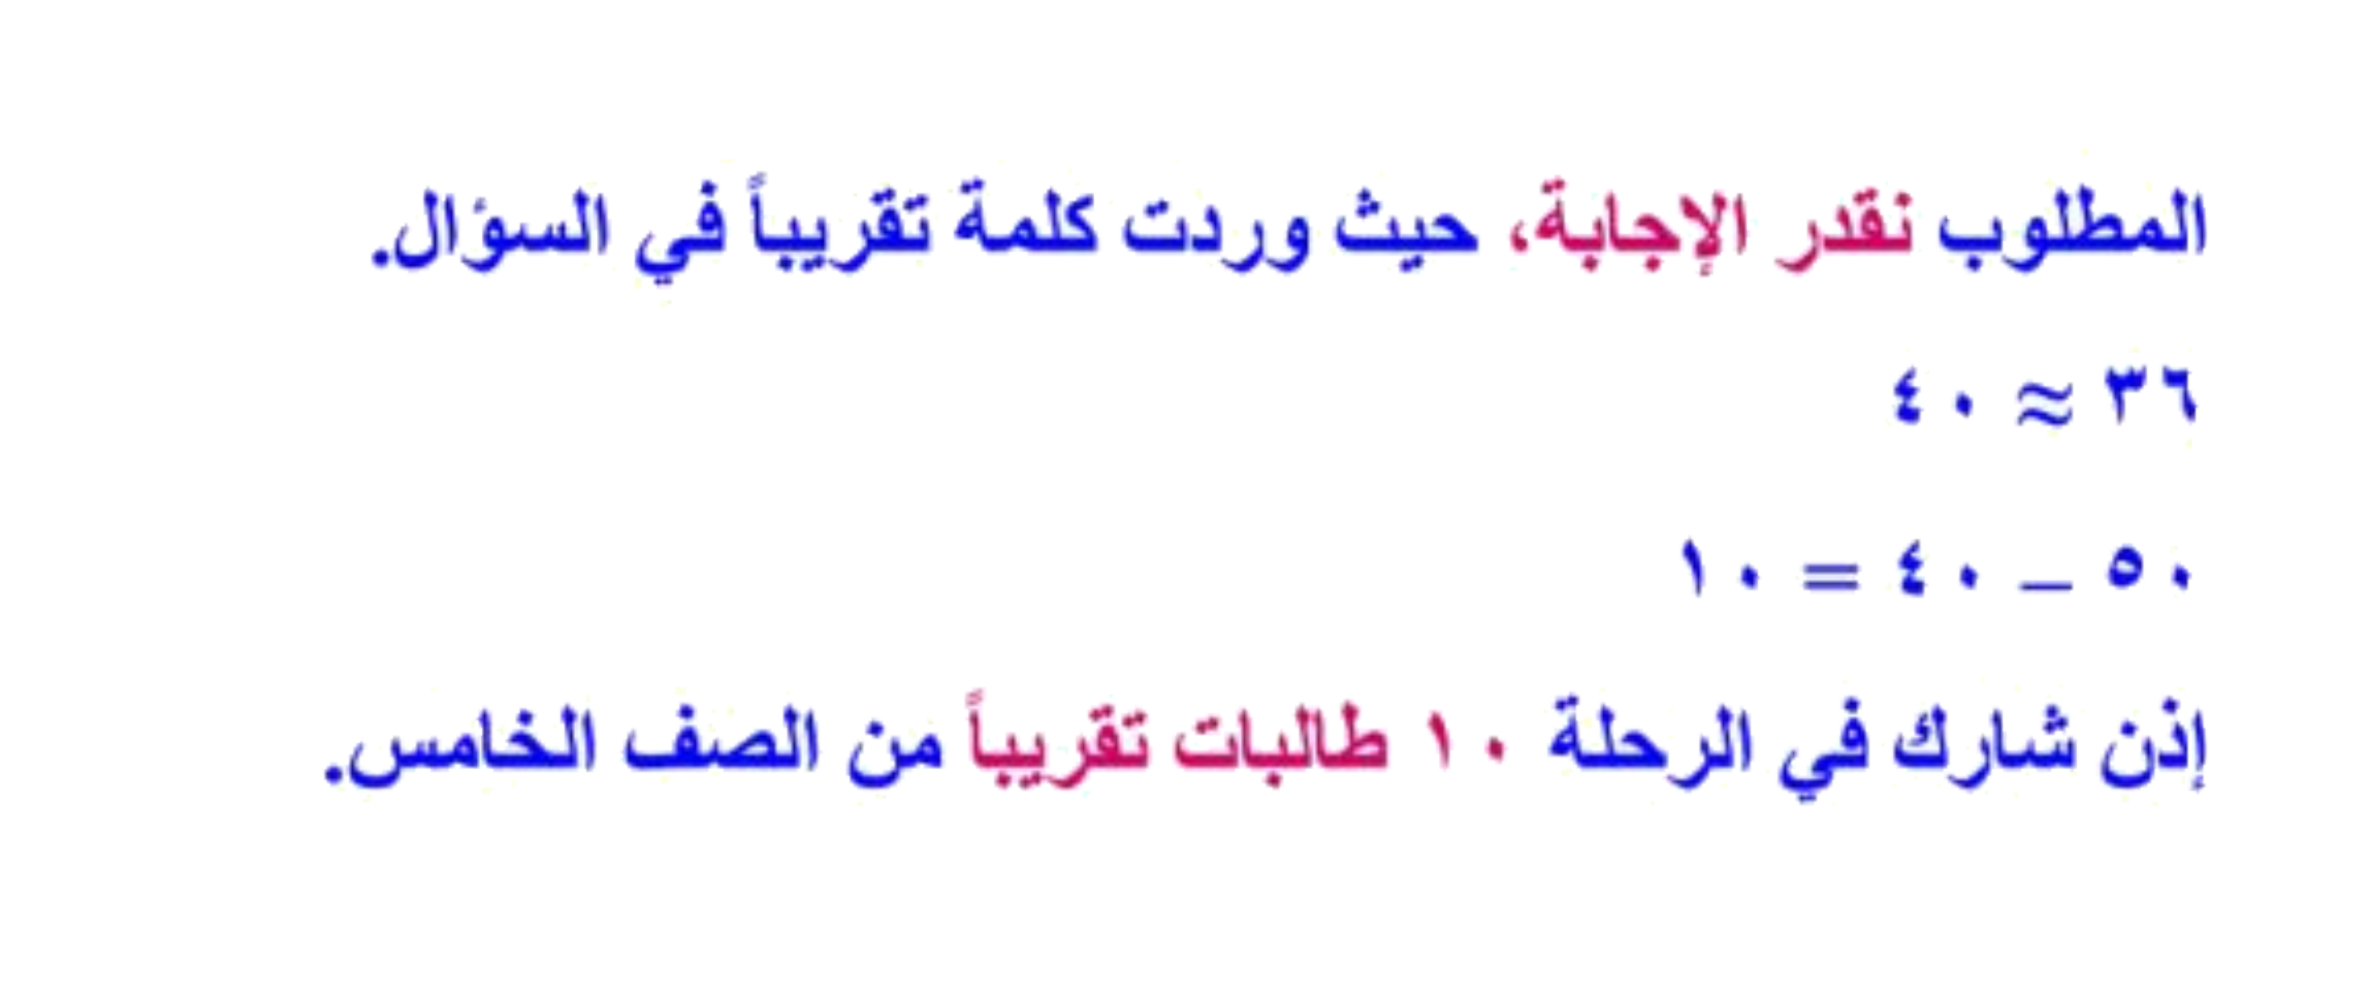 المطلوب نقدر الإجابة، حيث وردت كلمة تقريباً في السؤال.
٣٦ ≈ ٤٠
٥٠ – ٤٠ = ١٠
إذن شارك في الرحلة ١٠ طالبات تقريباً من الصف الخامس.